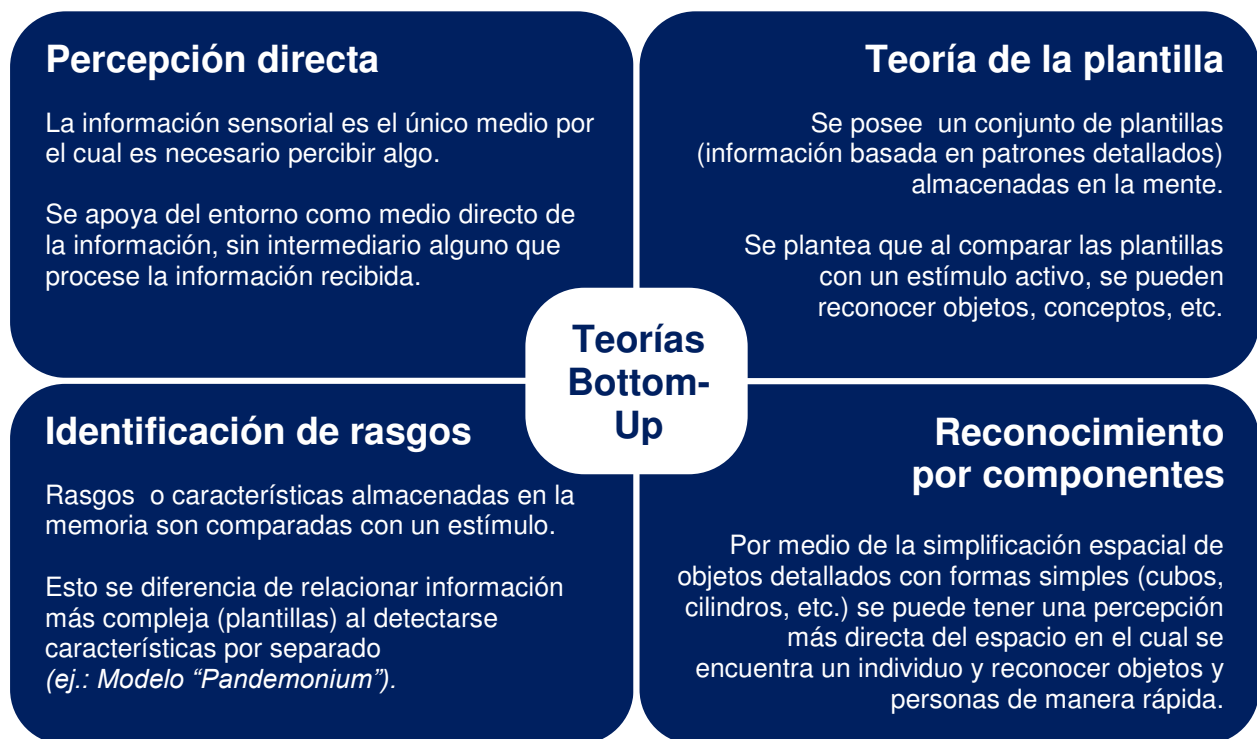 Percepción directa
La información sensorial es el único medio por
el cual es necesario percibir algo.
Se apoya del entorno como medio directo de
la información, sin intermediario alguno que
procese la información recibida.
Teoría de la plantilla
Se posee un conjunto de plantillas
(información basada en patrones detallados)
almacenadas en la mente.
Se plantea que al comparar las plantillas
con un estímulo activo, se pueden
reconocer objetos, conceptos, etc.
Teorías
Bottom-
Up
Identificación de rasgos
Rasgos o características almacenadas en la
memoria son comparadas con un estímulo.
Esto se diferencia de relacionar información
más compleja (plantillas) al detectarse
características por separado
(ej.: Modelo “Pandemonium”).
Reconocimiento
por componentes
Por medio de la simplificación espacial de
objetos detallados con formas simples (cubos,
cilindros, etc.) se puede tener una percepción
más directa del espacio en el cual se
encuentra un individuo y reconocer objetos y
personas de manera rápida.